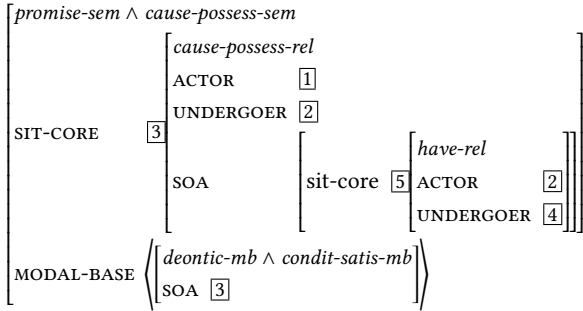 promise-sem ∧ cause-possess-sem
cause-possess-rel
ACTOR 1
UNDERGOER 2
SIT-CORE 3
have-rel
SOA sit-core 5 ACTOR 2
UNDERGOER 4
deontic-mb ∧ condit-satis-mb
MODAL-BASE
SOA 3